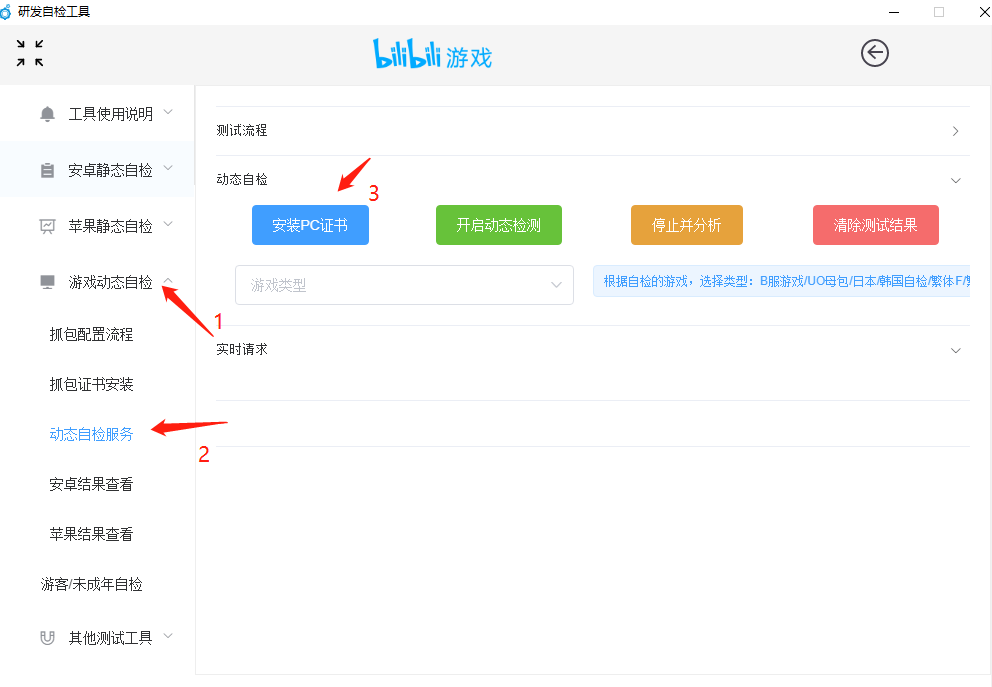 研发自检工具
bilibili 游戏
工具使用说明
安卓静态自检
苹果静态自检
游戏动态自检
1
抓包配置流程
抓包证书安装
动态自检服务
2
安卓结果查看
苹果结果查看
游客/未成年自检
其他测试工具
测试流程
动态自检
3
安装PC证书
开启动态检测
停止并分析
清除测试结果
游戏类型
根据自检的游戏，选择类型：B服游戏/UO母包/日本/韩国自检/繁体F/
实时请求